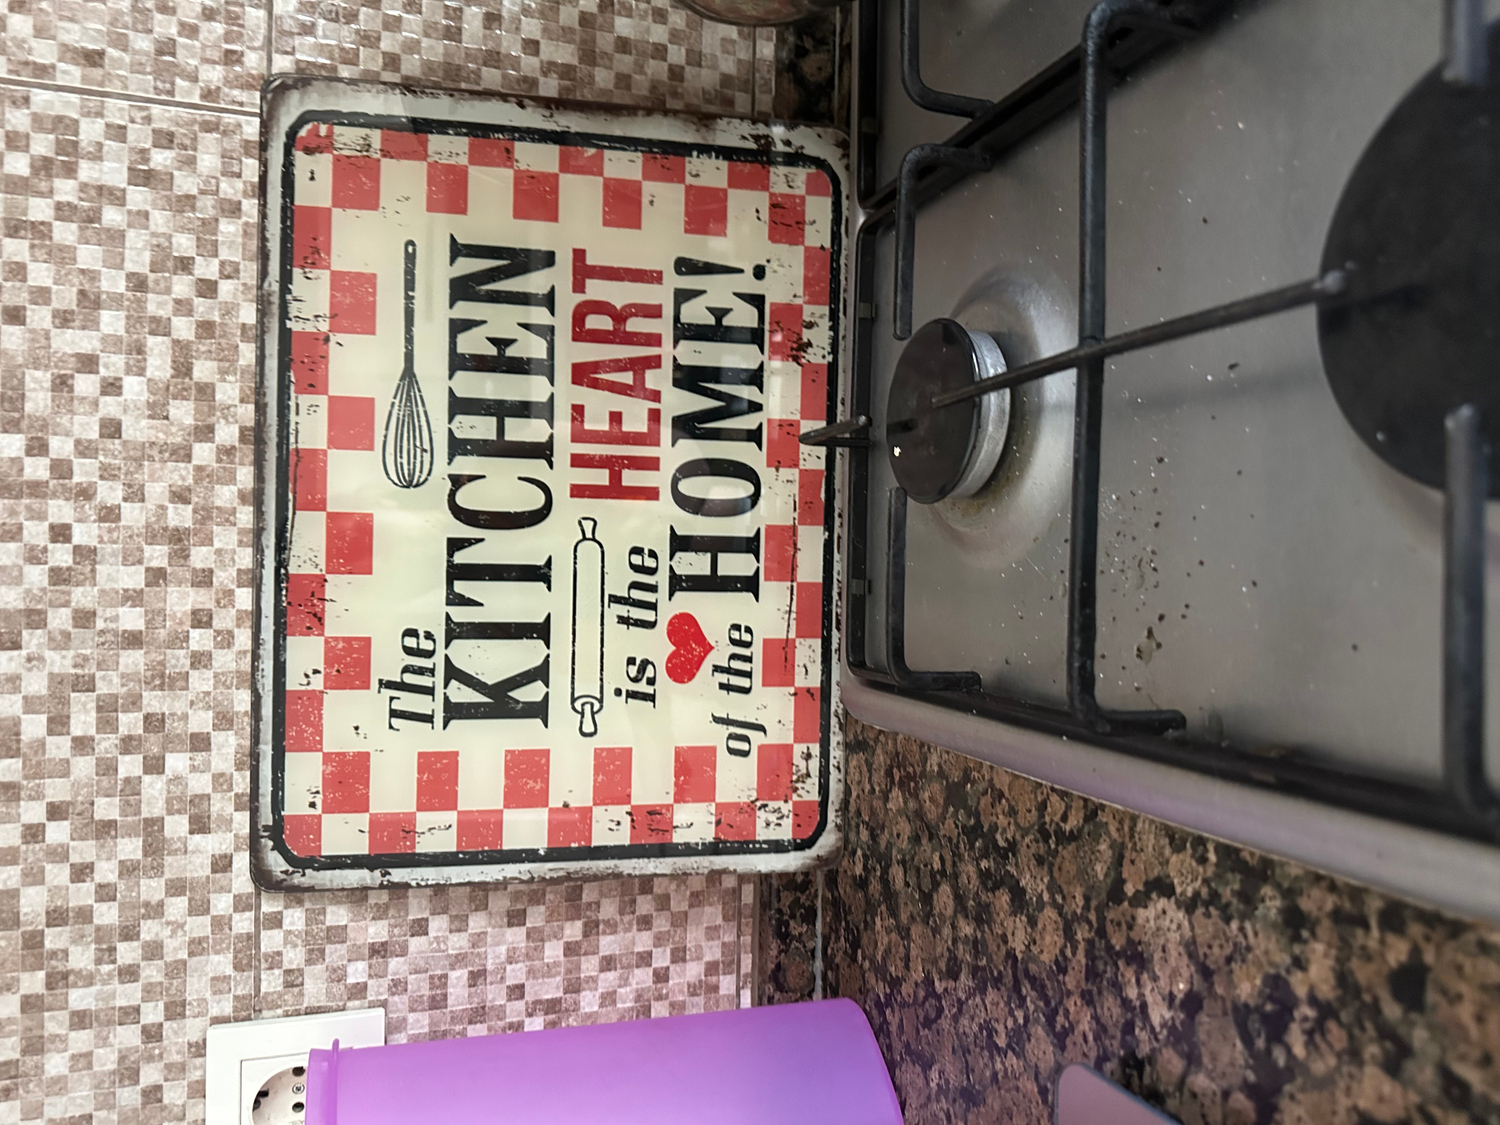 The
KITCHEN
is the HEART
of the HOME!